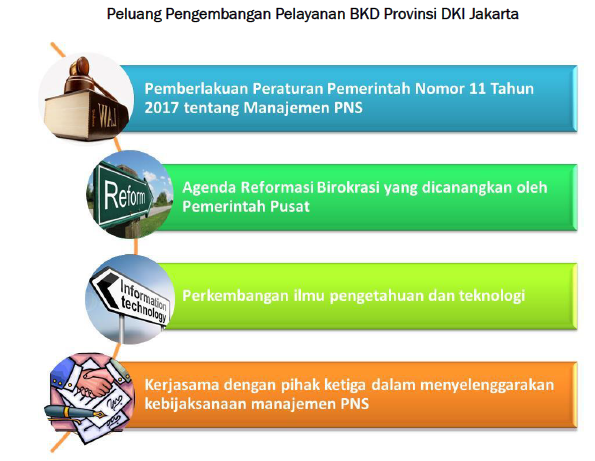 Peluang Pengembangan Pelayanan BKD Provinsi DKI Jakarta
Pemberlakuan Peraturan Pemerintah Nomor 11 Tahun
2017 tentang Manajemen PNS
LAW
Reform
Agenda Reformasi Birokrasi yang dicanangkan oleh
Pemerintah Pusat
Information
technology
Perkembangan ilmu pengetahuan dan teknologi
Kerjasama dengan pihak ketiga dalam menyelenggarakan
kebijaksanaan manajemen PNS